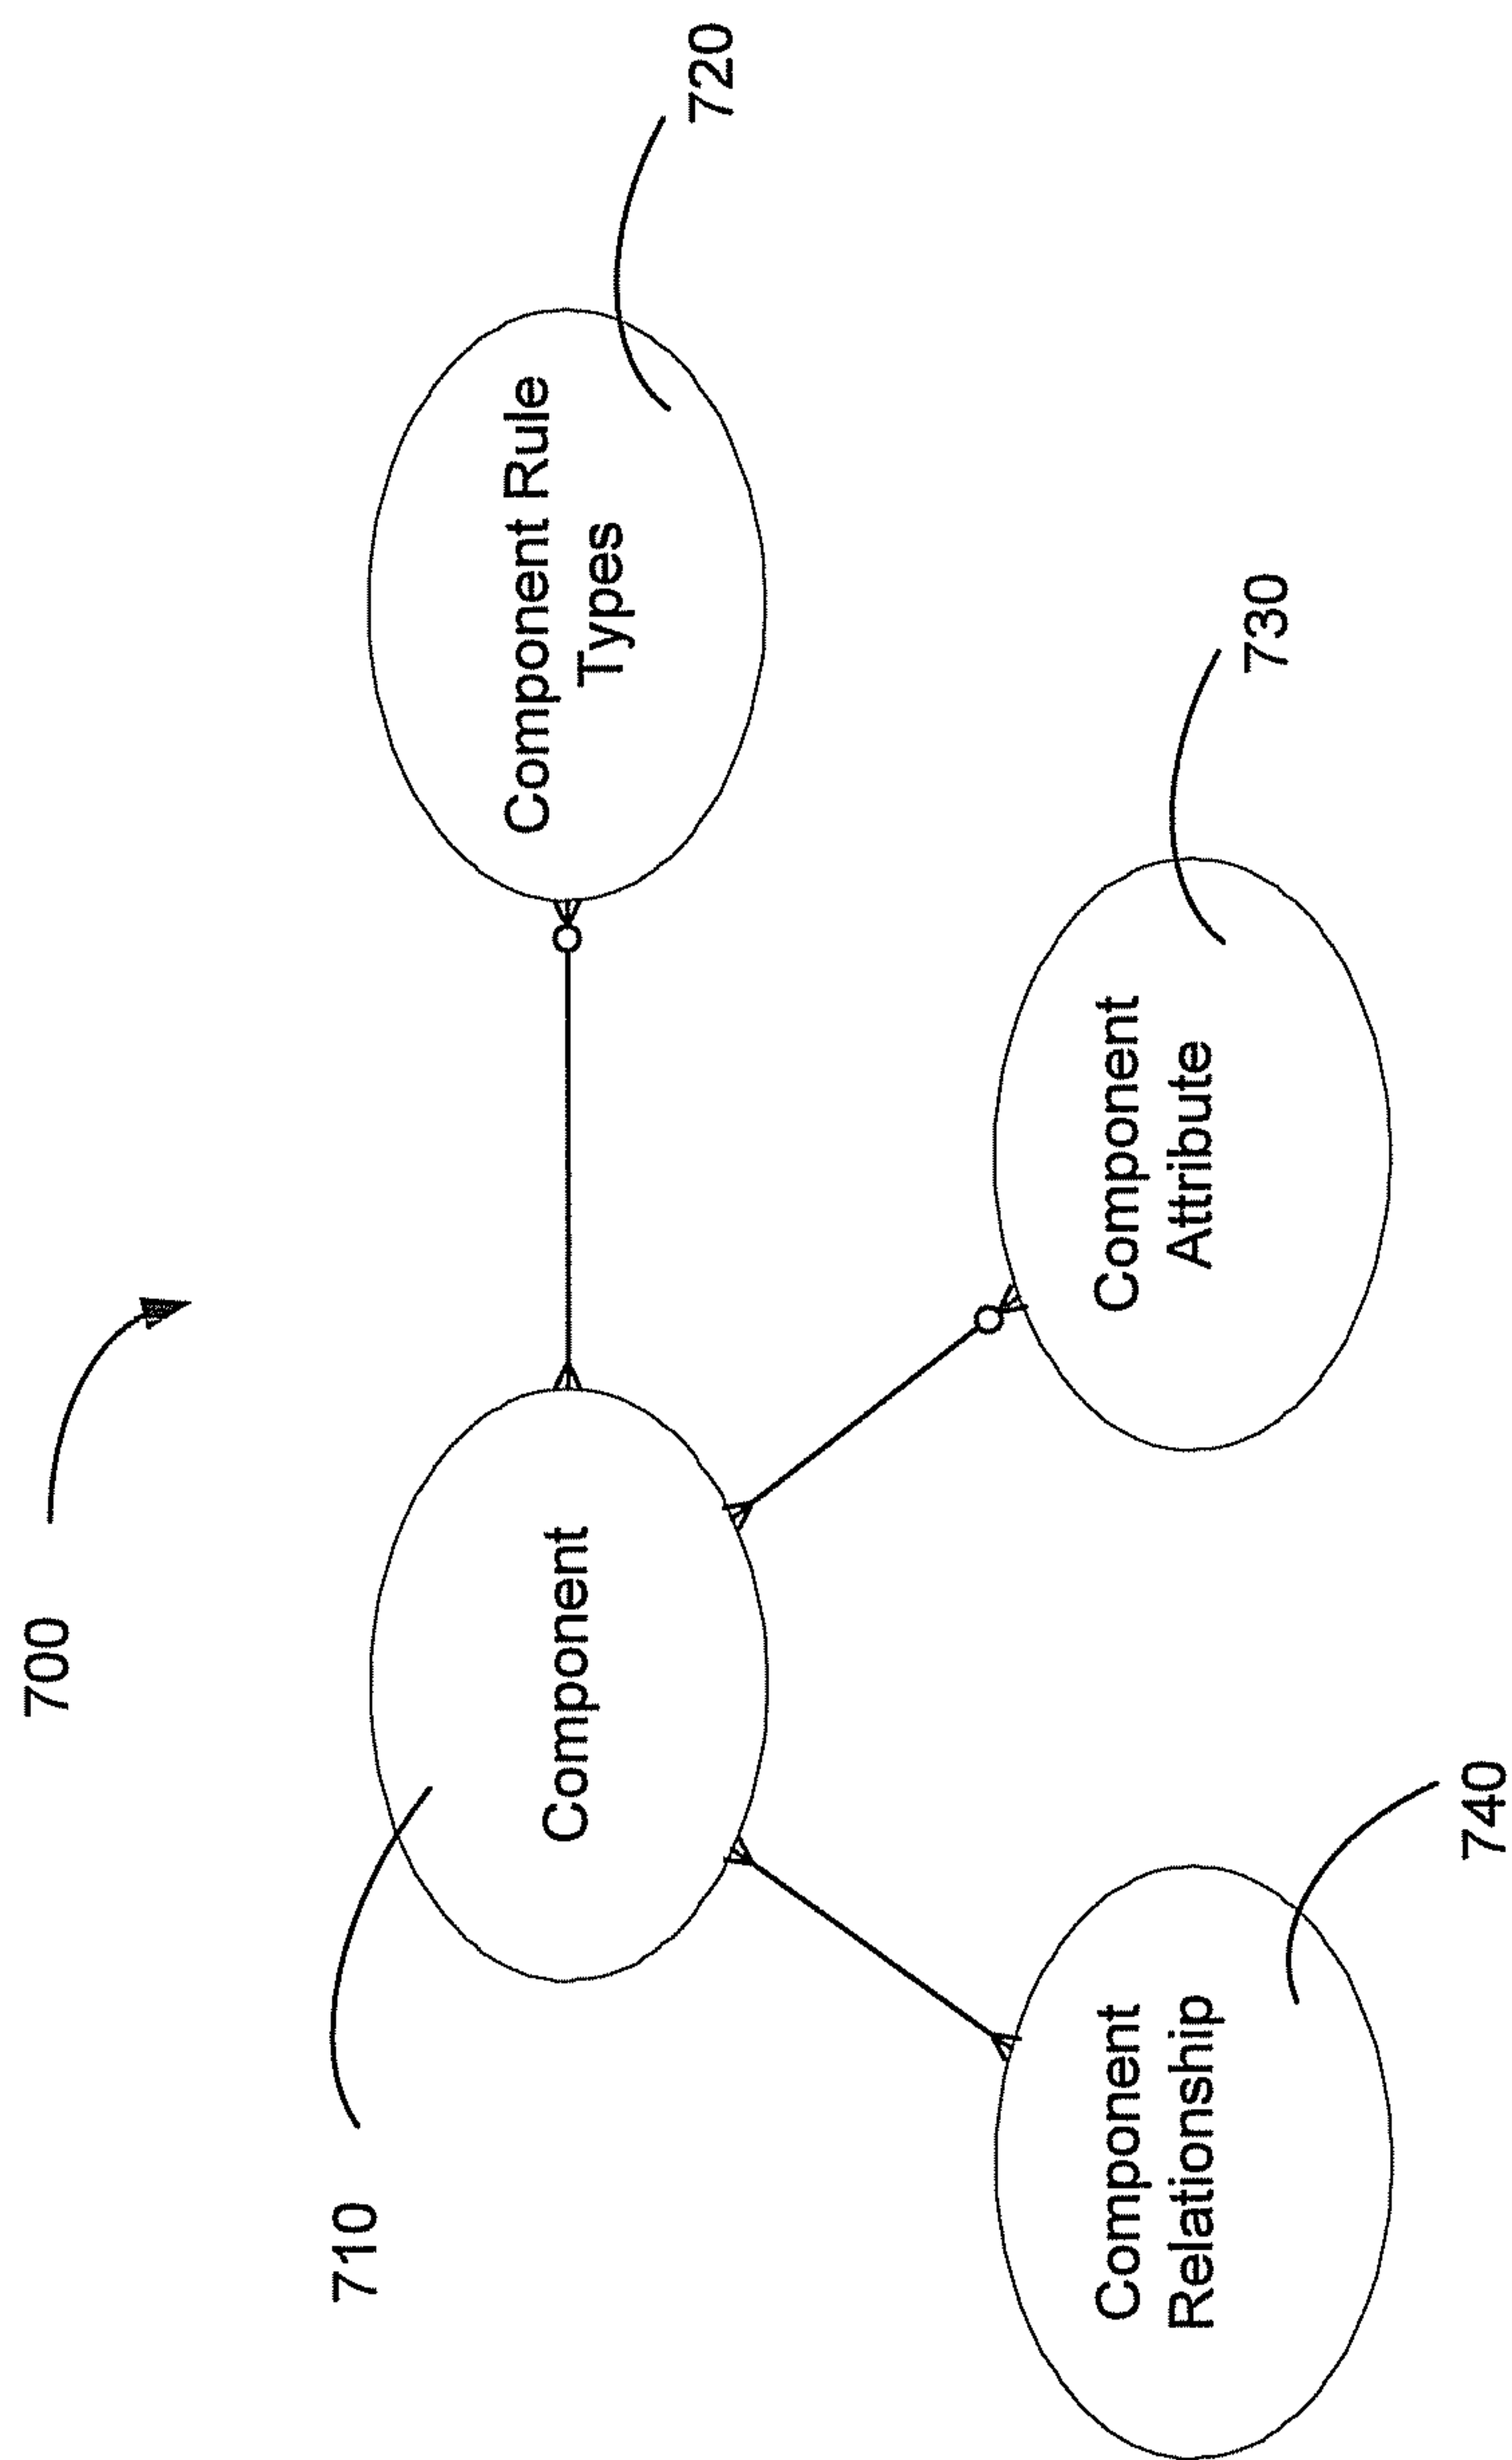 700
710
Component
Component Rule
Types
720
Component
Relationship
740
Component
Attribute
730